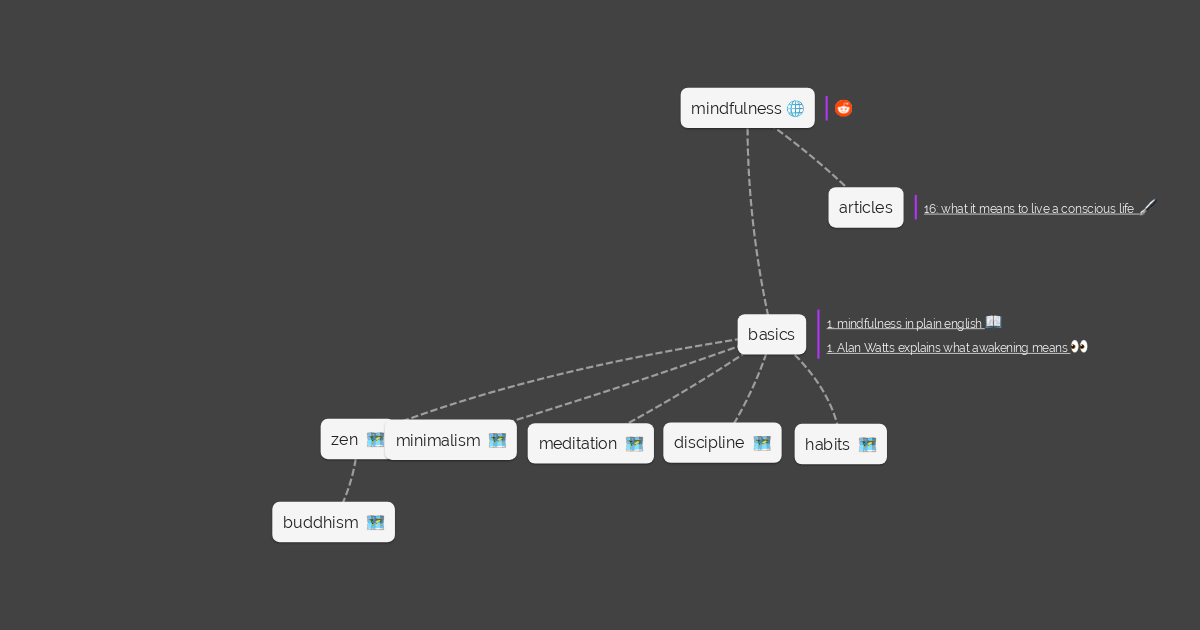 mindfulness
articles
16: what it means to live a conscious life
basics
1. mindfulness in plain english
1. Alan Watts explains what awakening means
zen
minimalism
meditation
discipline
habits
buddhism